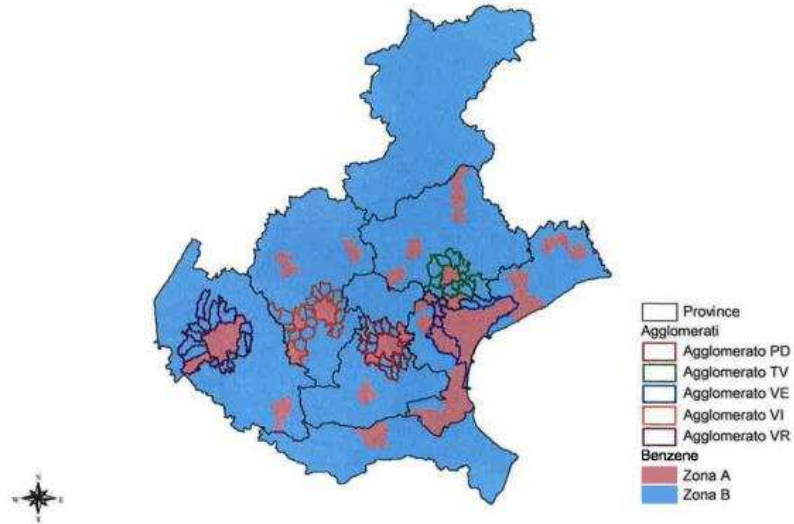 Province
Agglomerati
Agglomerato PD
Agglomerato TV
Agglomerato VE
Agglomerato VI
Agglomerato VR
Benzene
Zona A
Zona B
N
W E